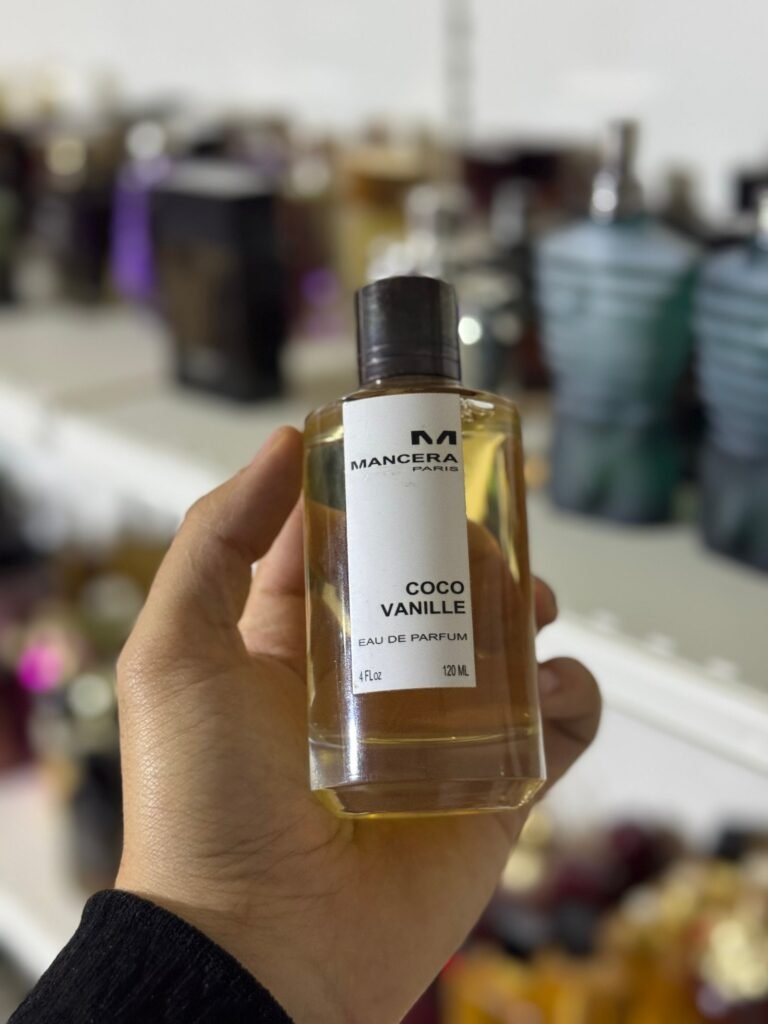 M
MANCERA
PARIS
COCO
VANILLE
EAU DE PARFUM
4 FLoz 120 ML